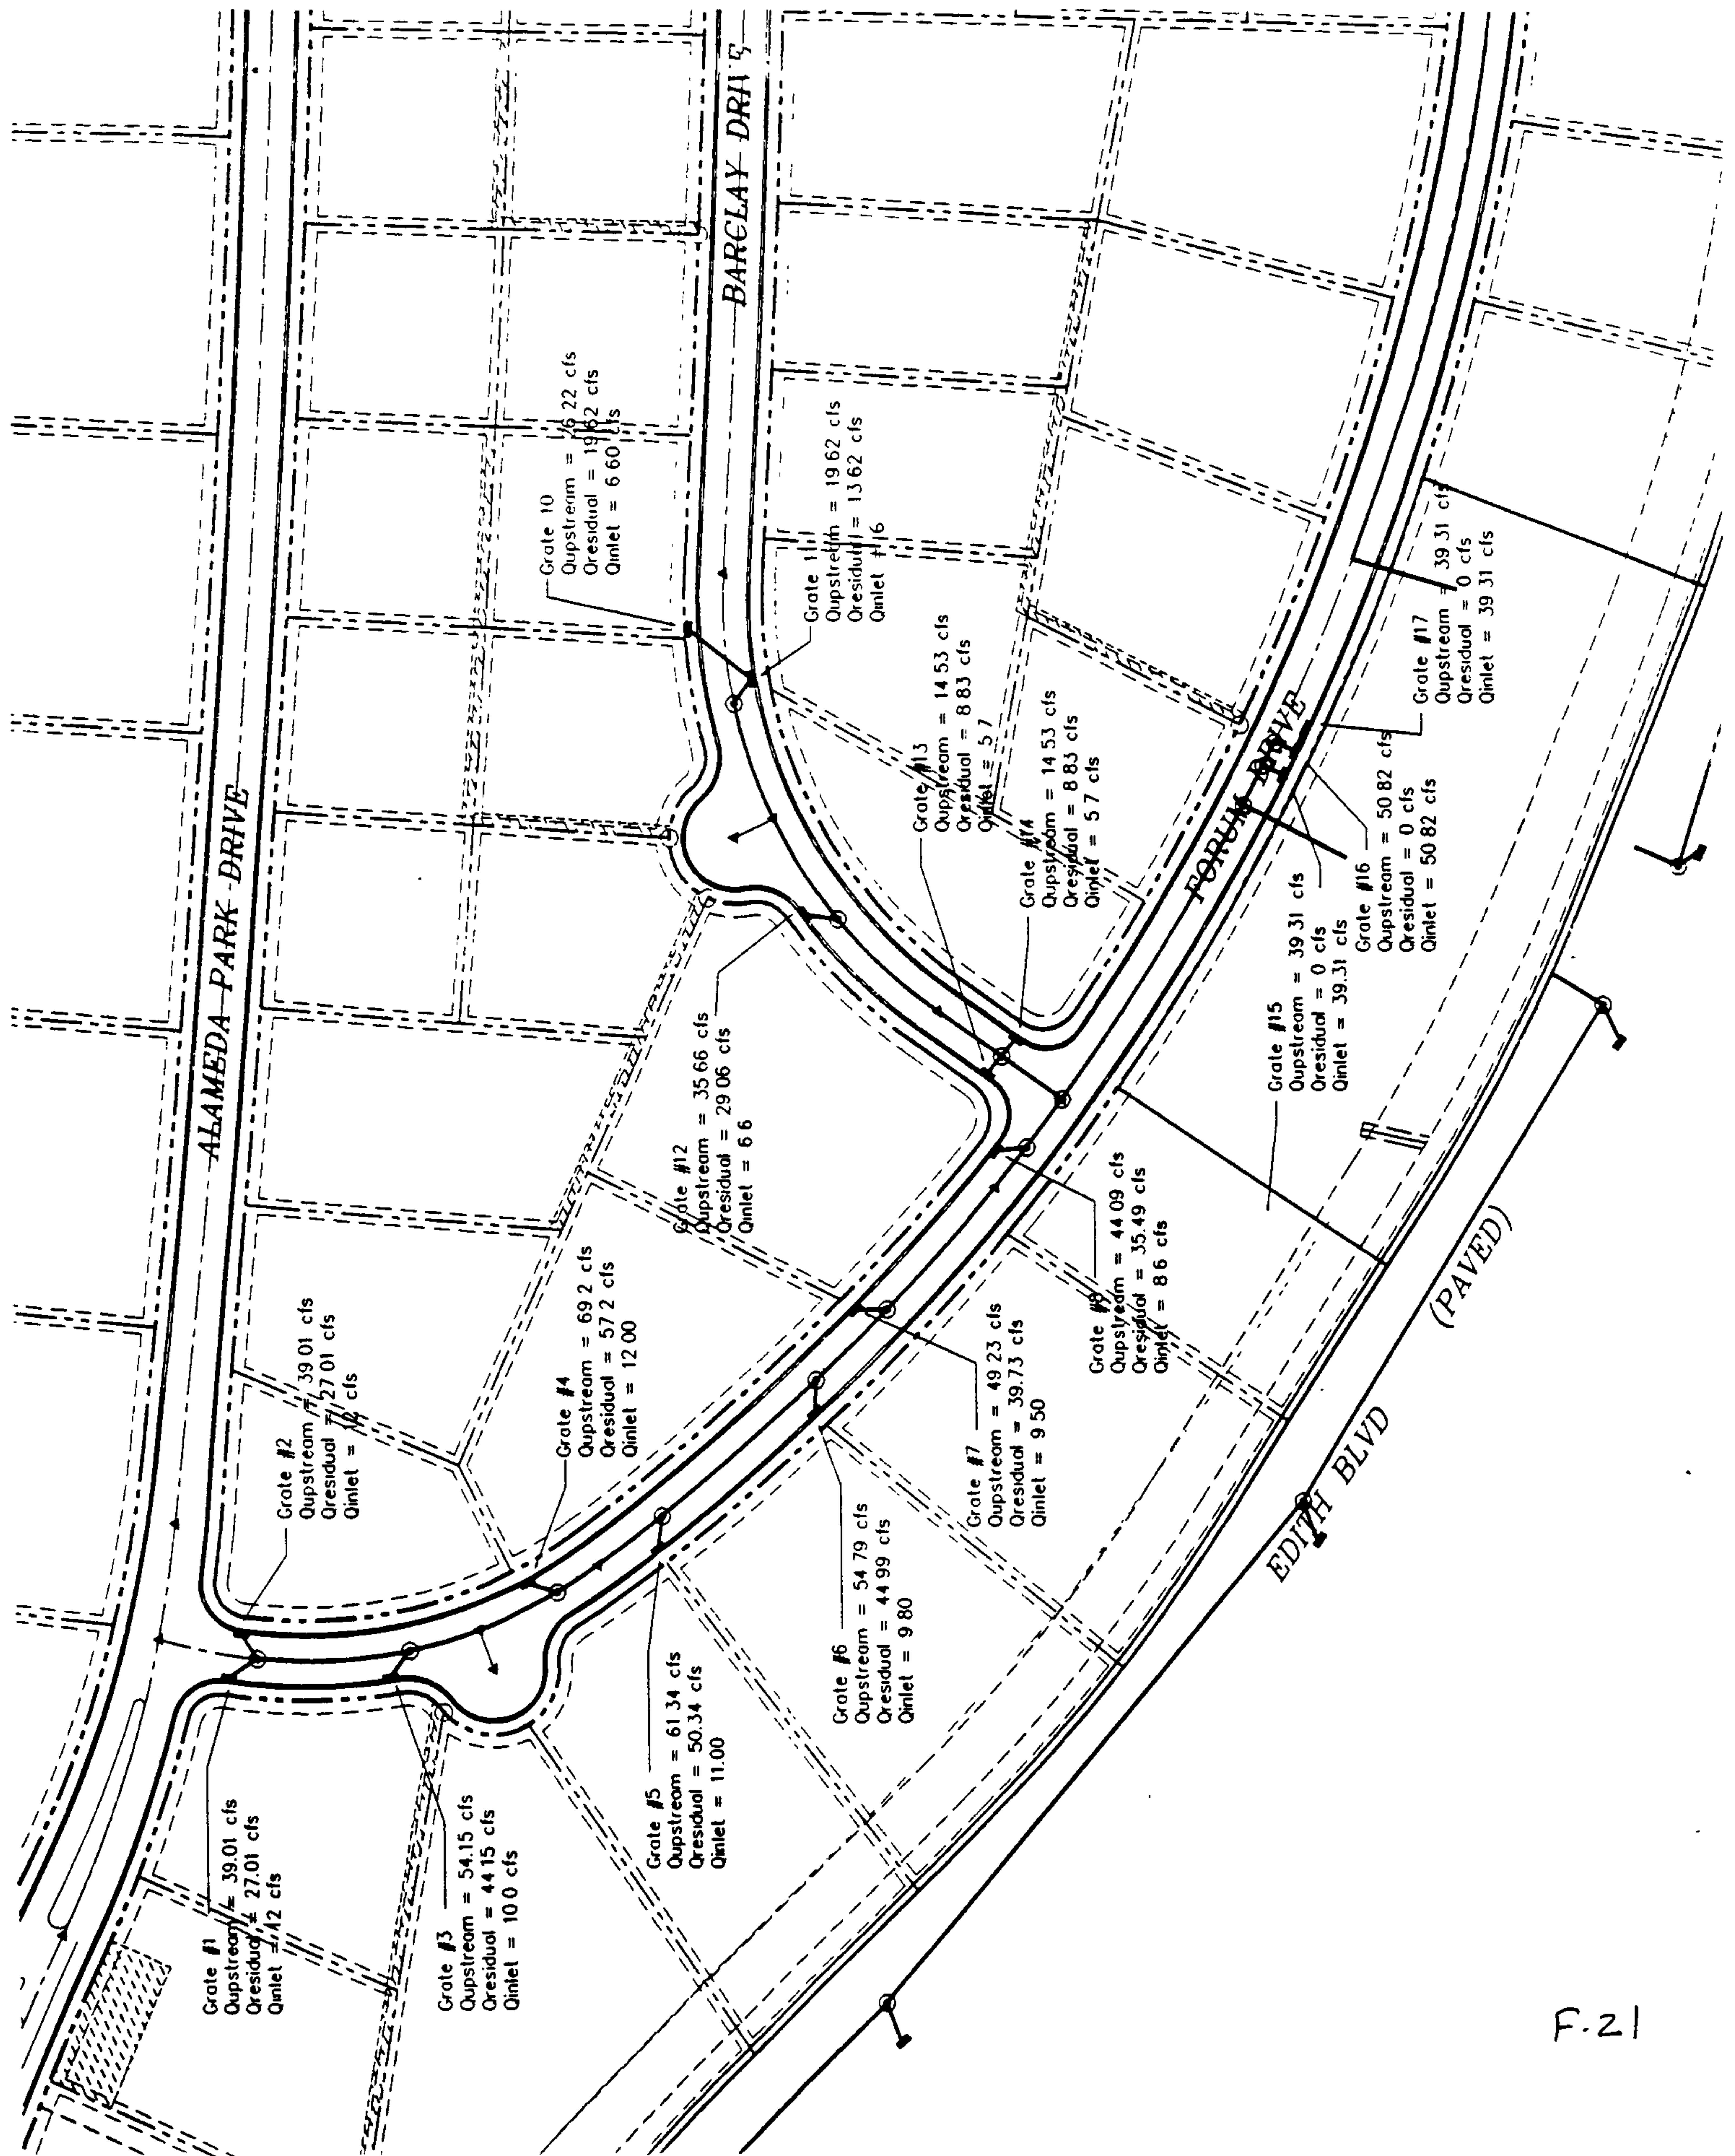 ALAMEDA PARK DRIVE
BARCLAY DRIVE
Grate 10
Qupstream = 26 22 cfs
Qresidual = 19 62 cfs
Qinlet = 6 60 cfs
Grate 11
Qupstream = 19 62 cfs
Qresidual = 13 62 cfs
Qinlet = 6
Grate #13
Qupstream = 14 53 cfs
Qresidual = 8 83 cfs
Qinlet = 5 7
Grate #14
Qupstream = 14 53 cfs
Qresidual = 8 83 cfs
Qinlet = 5 7 cfs
FORUM DRIVE
Grate #17
Qupstream = 39 31 cfs
Qresidual = 0 cfs
Qinlet = 39 31 cfs
Grate #16
Qupstream = 50 82 cfs
Qresidual = 0 cfs
Qinlet = 50 82 cfs
Grate #15
Qupstream = 39 31 cfs
Qresidual = 0 cfs
Qinlet = 39.31 cfs
Grate #12
Qupstream = 35 66 cfs
Qresidual = 29 06 cfs
Qinlet = 6 6
Grate #2
Qupstream = 39 01 cfs
Qresidual = 27 01 cfs
Qinlet = 12 cfs
Grate #4
Qupstream = 69 2 cfs
Qresidual = 57 2 cfs
Qinlet = 12 00
Grate #8
Qupstream = 44 09 cfs
Qresidual = 35.49 cfs
Qinlet = 8 6 cfs
Grate #7
Qupstream = 49 23 cfs
Qresidual = 39.73 cfs
Qinlet = 9 50
Grate #6
Qupstream = 54 79 cfs
Qresidual = 44 99 cfs
Qinlet = 9 80
Grate #5
Qupstream = 61 34 cfs
Qresidual = 50.34 cfs
Qinlet = 11.00
Grate #1
Qupstream = 39.01 cfs
Qresidual = 27.01 cfs
Qinlet = 12 cfs
Grate #3
Qupstream = 54.15 cfs
Qresidual = 44 15 cfs
Qinlet = 10 0 cfs
EDITH BLVD
(PAVED)
F.21